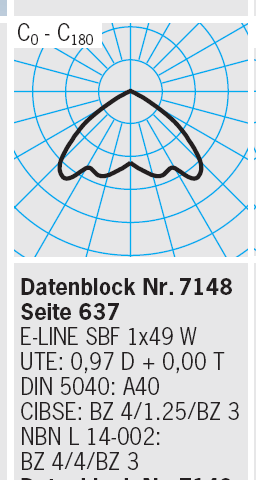 C0 - C180
Datenblock Nr. 7148
Seite 637
E-LINE SBF 1x49 W
UTE: 0,97 D + 0,00 T
DIN 5040: A40
CIBSE: BZ 4/1.25/BZ 3
NBN L 14-002:
BZ 4/4/BZ 3